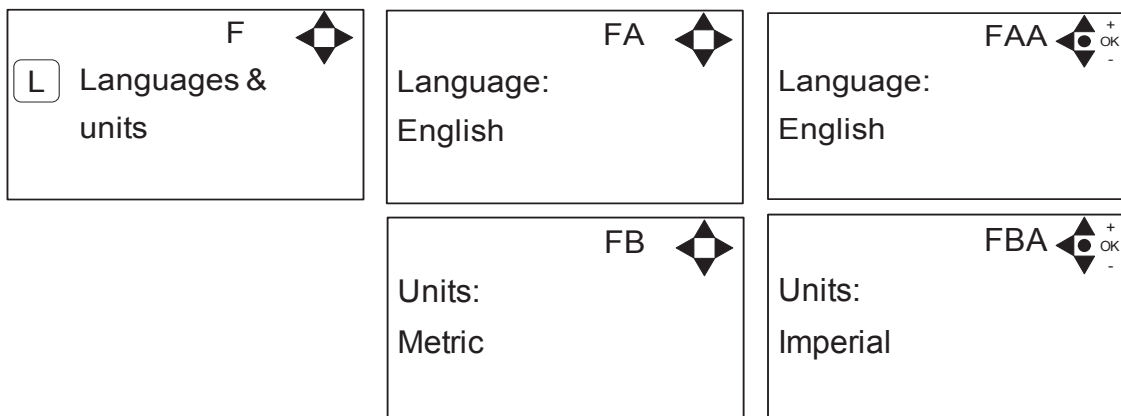 F
L Languages &
units
FA
Language:
English
FAA + OK -
Language:
English
FB
Units:
Metric
FBA + OK -
Units:
Imperial